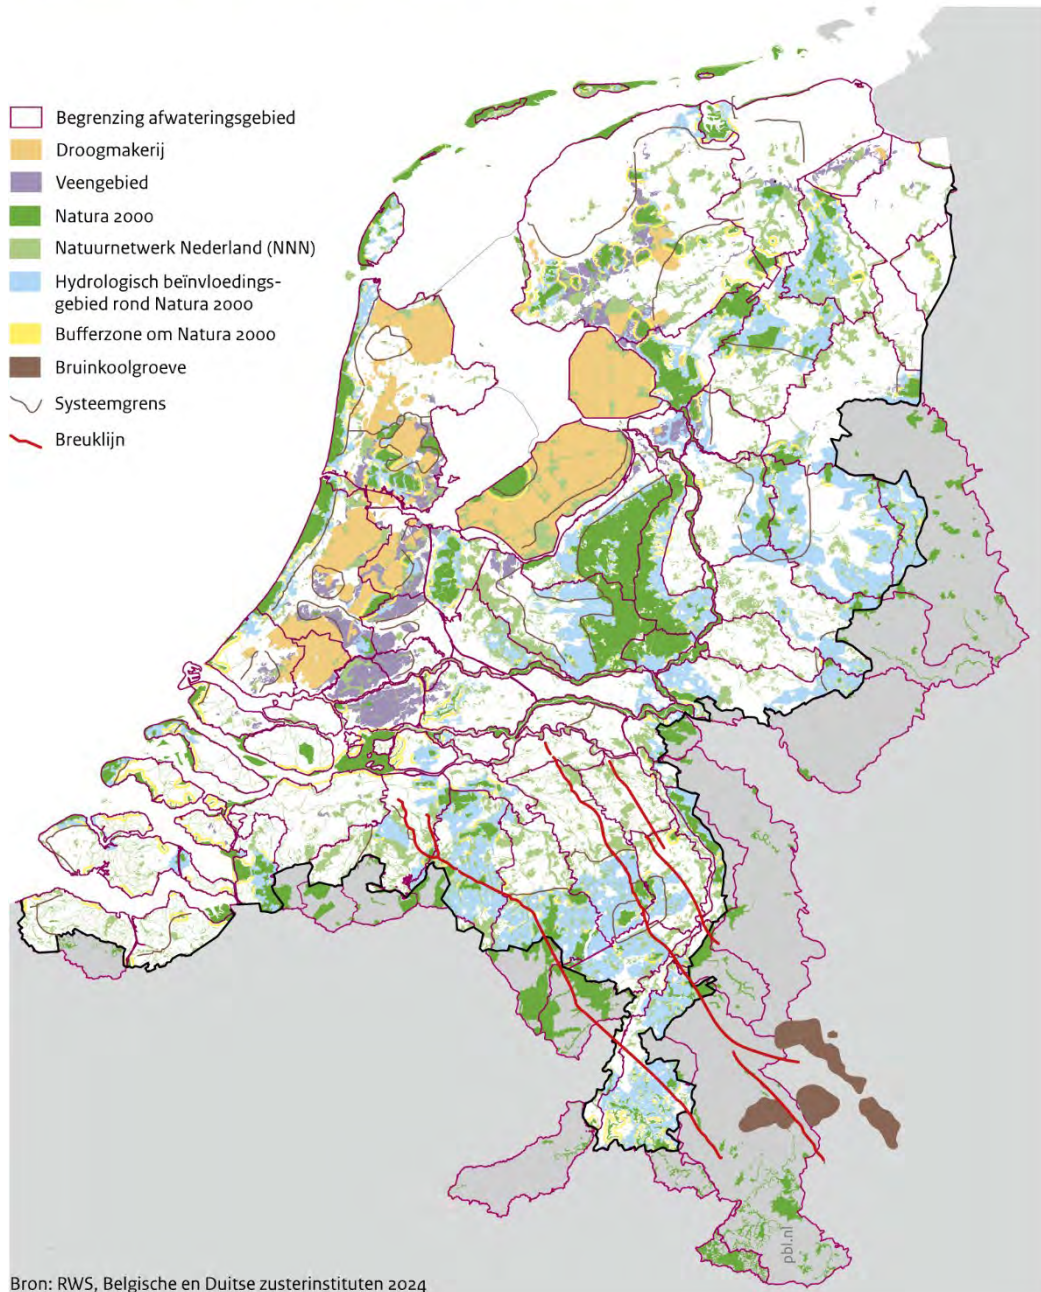 Begrenzing afwateringsgebied
Droogmakerij
Veengebied
Natura 2000
Natuurnetwerk Nederland (NNN)
Hydrologisch beïnvloedings-
gebied rond Natura 2000
Bufferzone om Natura 2000
Bruinkoolgroeve
Systeemgrens
Breuklijn
pbl.nl
Bron: RWS, Belgische en Duitse zusterinstituten 2024